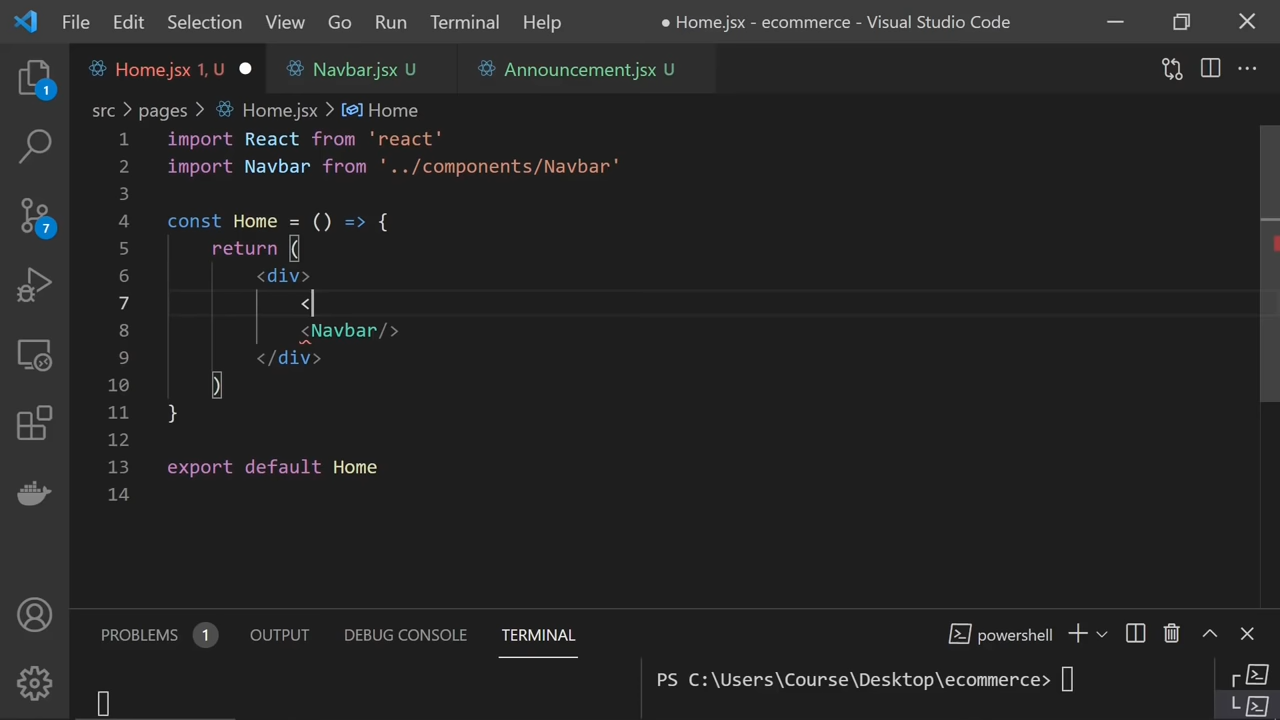 File Edit Selection View Go Run Terminal Help ● Home.jsx - ecommerce - Visual Studio Code
Home.jsx 1, U ● Navbar.jsx U Announcement.jsx U
src > pages > Home.jsx > Home
1 import React from 'react'
2 import Navbar from '../components/Navbar'
3
4 const Home = () => {
5 return (
6 <div>
7 <
8 <Navbar/>
9 </div>
10 )
11 }
12
13 export default Home
14
1
7
PROBLEMS 1 OUTPUT DEBUG CONSOLE TERMINAL powershell
PS C:\Users\Course\Desktop\ecommerce>